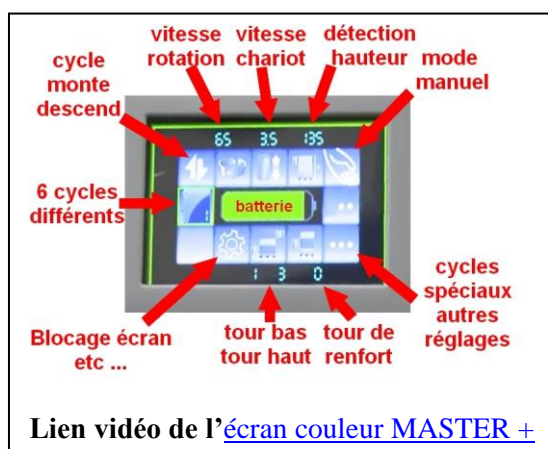 vitesse rotation
vitesse chariot
détection hauteur
mode manuel
cycle monte descend
65 3.5 135
6 cycles différents
batterie
1 3 0
Blocage écran etc ...
tour bas tour haut
tour de renfort
cycles spéciaux autres réglages
Lien vidéo de l'écran couleur MASTER +